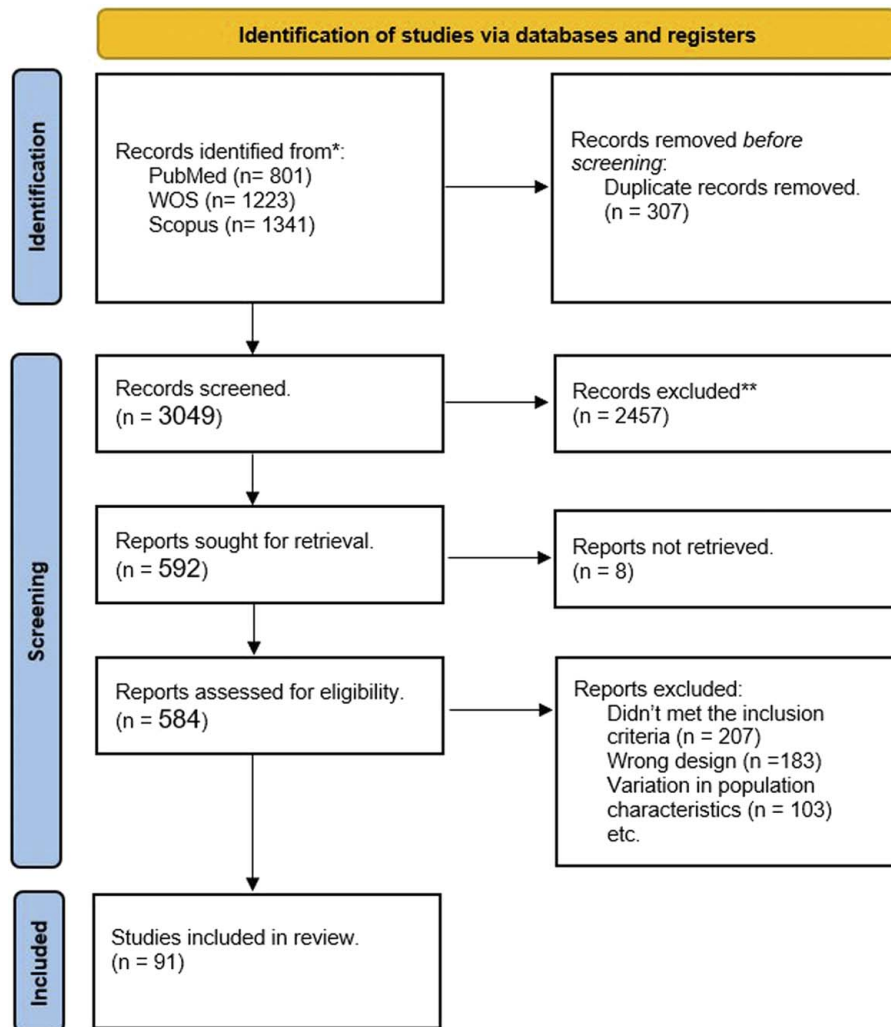 Identification of studies via databases and registers
Identification
Records identified from*:
PubMed (n= 801)
WOS (n= 1223)
Scopus (n= 1341)
Records removed before
screening:
Duplicate records removed.
(n = 307)
Screening
Records screened.
(n = 3049)
Records excluded**
(n = 2457)
Reports sought for retrieval.
(n = 592)
Reports not retrieved.
(n = 8)
Reports assessed for eligibility.
(n = 584)
Reports excluded:
Didn't met the inclusion
criteria (n = 207)
Wrong design (n =183)
Variation in population
characteristics (n = 103)
etc.
Included
Studies included in review.
(n = 91)